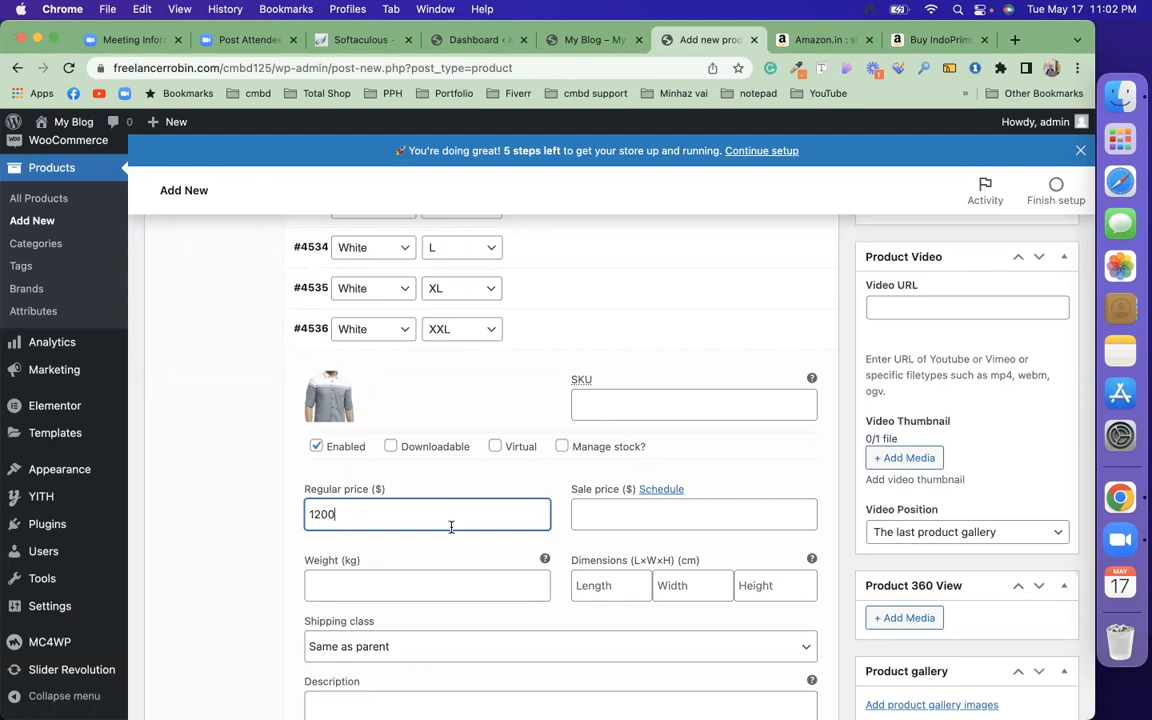 Chrome File Edit View History Bookmarks Profiles Tab Window Help Tue May 17 11:02 PM
Meeting Infor Post Attende Softaculous - Dashboard ‹ My Blog – My Add new prod Amazon.in : s Buy IndoPrim
freelancerrobin.com/cmbd125/wp-admin/post-new.php?post_type=product
Apps Bookmarks cmbd Total Shop PPH Portfolio Fiverr cmbd support Minhaz vai notepad YouTube » Other Bookmarks
My Blog 0 New Howdy, admin
WooCommerce
🚀 You're doing great! 5 steps left to get your store up and running. Continue setup
Products
All Products
Add New
Categories
Tags
Brands
Attributes
Analytics
Marketing
Elementor
Templates
Appearance
YITH
Plugins
Users
Tools
Settings
MC4WP
Slider Revolution
Collapse menu
Add New
Activity
Finish setup
#4534 White L
#4535 White XL
#4536 White XXL
SKU
Enabled Downloadable Virtual Manage stock?
Regular price ($) Sale price ($) Schedule
1200
Weight (kg) Dimensions (L×W×H) (cm)
Length Width Height
Shipping class
Same as parent
Description
Product Video
Video URL
Enter URL of Youtube or Vimeo or
specific filetypes such as mp4, webm,
ogv.
Video Thumbnail
0/1 file
+ Add Media
Add video thumbnail
Video Position
The last product gallery
Product 360 View
+ Add Media
Product gallery
Add product gallery images
MAY
17